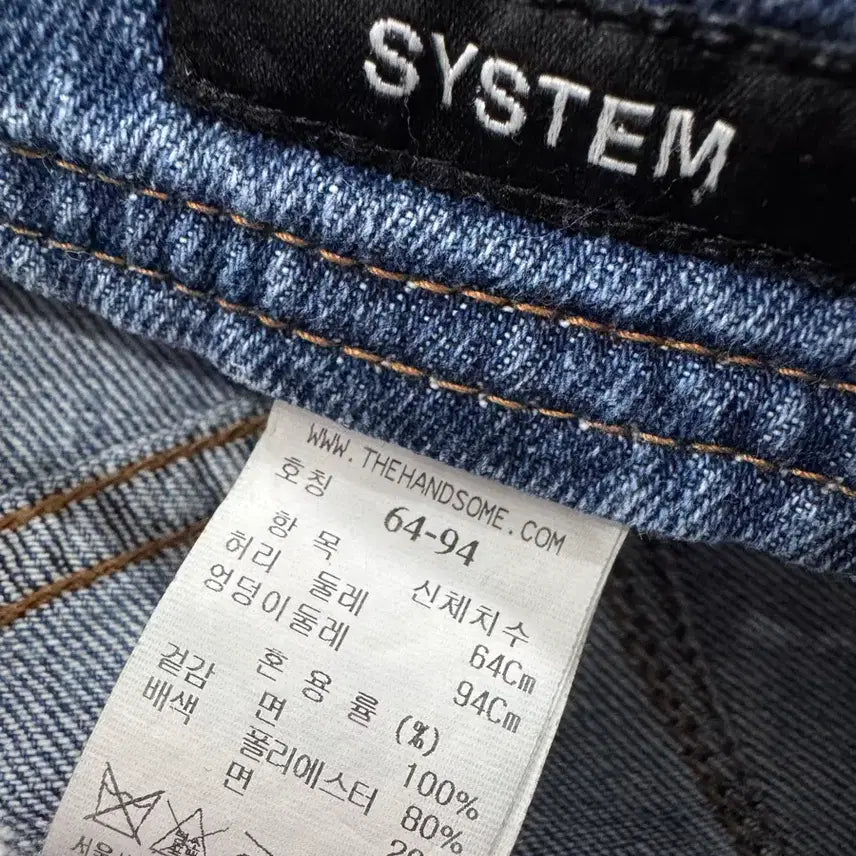 SYSTEM
WWW.THEHANDSOME.COM
호칭 64-94
항 목 신체치수
허리 둘레 64Cm
엉덩이둘레 94Cm
혼 용 률 (%)
겉감 면 100%
배색 폴리에스터 80%
면